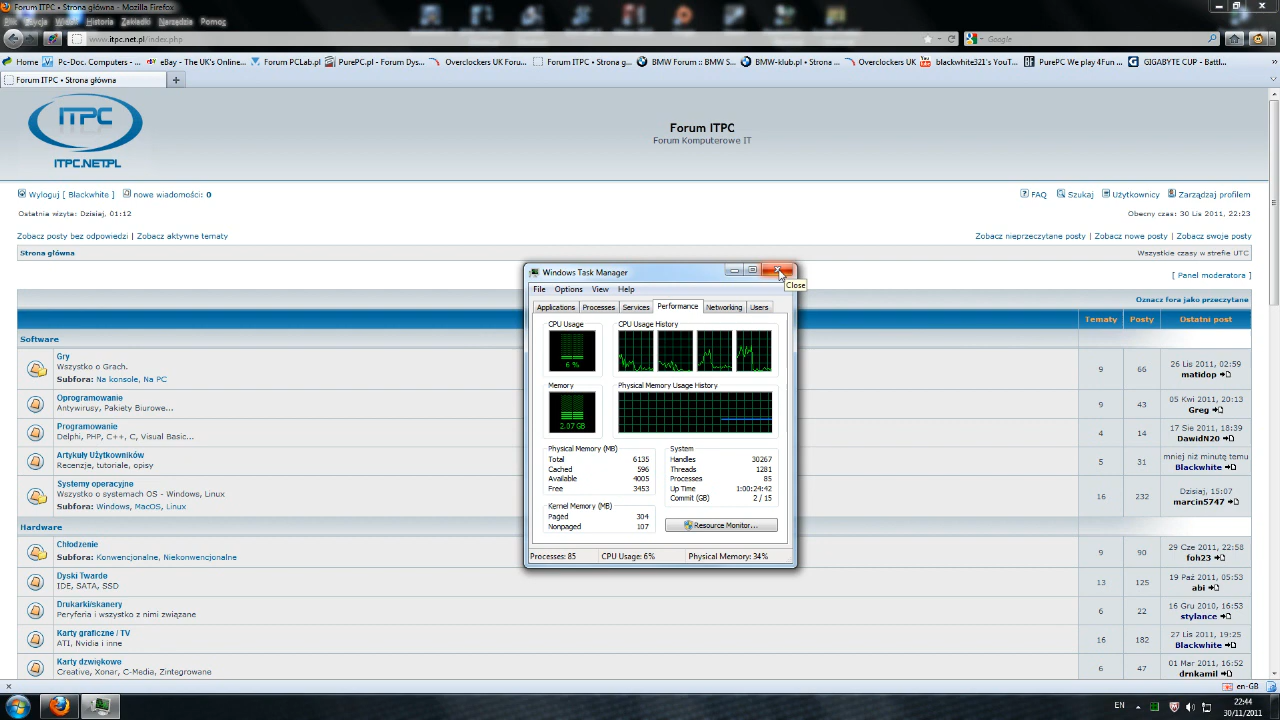 Forum ITPC • Strona główna - Mozilla Firefox
Plik Edycja Widok Historia Zakładki Narzędzia Pomoc
www.itpc.net.pl/index.php
Google
Home Pc-Doc. Computers - ... eBay - The UK's Online... Forum PCLab.pl PurePC.pl - Forum Dys... Overclockers UK Foru... Forum ITPC • Strona g... BMW Forum :: BMW S... BMW-klub.pl • Strona ... Overclockers UK blackwhite321's YouT... PurePC We play 4Fun ... GIGABYTE CUP - Battl...
Forum ITPC • Strona główna
ITPC
ITPC.NET.PL
Forum ITPC
Forum Komputerowe IT
Wyloguj [ Blackwhite ] nowe wiadomości: 0
FAQ Szukaj Użytkownicy Zarządzaj profilem
Ostatnia wizyta: Dzisiaj, 01:12
Obecny czas: 30 Lis 2011, 22:23
Zobacz posty bez odpowiedzi | Zobacz aktywne tematy
Zobacz nieprzeczytane posty | Zobacz nowe posty | Zobacz swoje posty
Strona główna
Wszystkie czasy w strefie UTC
[ Panel moderatora ]
Oznacz fora jako przeczytane
Tematy Posty Ostatni post
Software
Gry
Wszystko o Grach.
Subfora: Na konsole, Na PC
9 66 26 Lis 2011, 02:59
matidop
Oprogramowanie
Antywirusy, Pakiety Biurowe...
9 43 05 Kwi 2011, 20:13
Greg
Programowanie
Delphi, PHP, C++, C, Visual Basic...
4 14 17 Sie 2011, 18:39
DawidN20
Artykuły Użytkowników
Recenzje, tutoriale, opisy
5 31 mniej niż minutę temu
Blackwhite
Systemy operacyjne
Wszystko o systemach OS - Windows, Linux
Subfora: Windows, MacOS, Linux
16 232 Dzisiaj, 15:07
marcin5747
Hardware
Chłodzenie
Subfora: Konwencjonalne, Niekonwencjonalne
9 90 29 Cze 2011, 22:58
foh23
Dyski Twarde
IDE, SATA, SSD
13 125 19 Paź 2011, 05:53
abi
Drukarki/skanery
Peryferia i wszystko z nimi związane
6 22 16 Gru 2010, 16:53
stylance
Karty graficzne / TV
ATI, Nvidia i inne
16 182 27 Lis 2011, 19:25
Blackwhite
Karty dzwiękowe
Creative, Xonar, C-Media, Zintegrowane
6 47 01 Mar 2011, 16:52
drnkamil
Windows Task Manager
Close
File Options View Help
Applications Processes Services Performance Networking Users
CPU Usage CPU Usage History
6 %
Memory Physical Memory Usage History
2.07 GB
Physical Memory (MB)
Total 6135
Cached 596
Available 4005
Free 3453
Kernel Memory (MB)
Paged 304
Nonpaged 107
System
Handles 30267
Threads 1281
Processes 85
Up Time 1:00:24:42
Commit (GB) 2 / 15
Resource Monitor...
Processes: 85 CPU Usage: 6% Physical Memory: 34%
en-GB
EN
22:44
30/11/2011